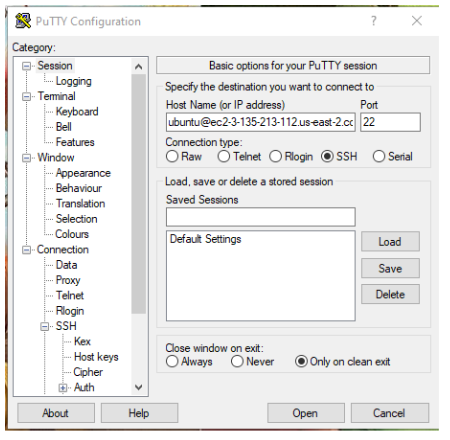 PuTTY Configuration
?
Category:
Session
Logging
Terminal
Keyboard
Bell
Features
Window
Appearance
Behaviour
Translation
Selection
Colours
Connection
Data
Proxy
Telnet
Rlogin
SSH
Kex
Host keys
Cipher
Auth
Basic options for your PuTTY session
Specify the destination you want to connect to
Host Name (or IP address) Port
ubuntu@ec2-3-135-213-112.us-east-2.cc 22
Connection type:
Raw Telnet Rlogin SSH Serial
Load, save or delete a stored session
Saved Sessions
Default Settings
Load
Save
Delete
Close window on exit:
Always Never Only on clean exit
About Help Open Cancel